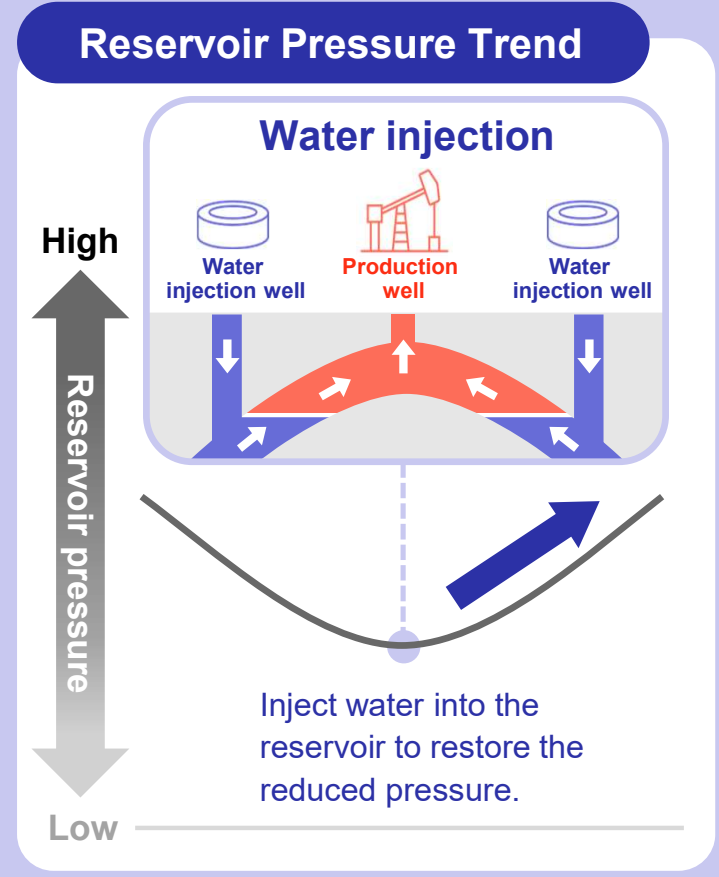 Reservoir Pressure Trend
Water injection
High
Water
injection well
Production
well
Water
injection well
Reservoir pressure
Inject water into the
reservoir to restore the
reduced pressure.
Low